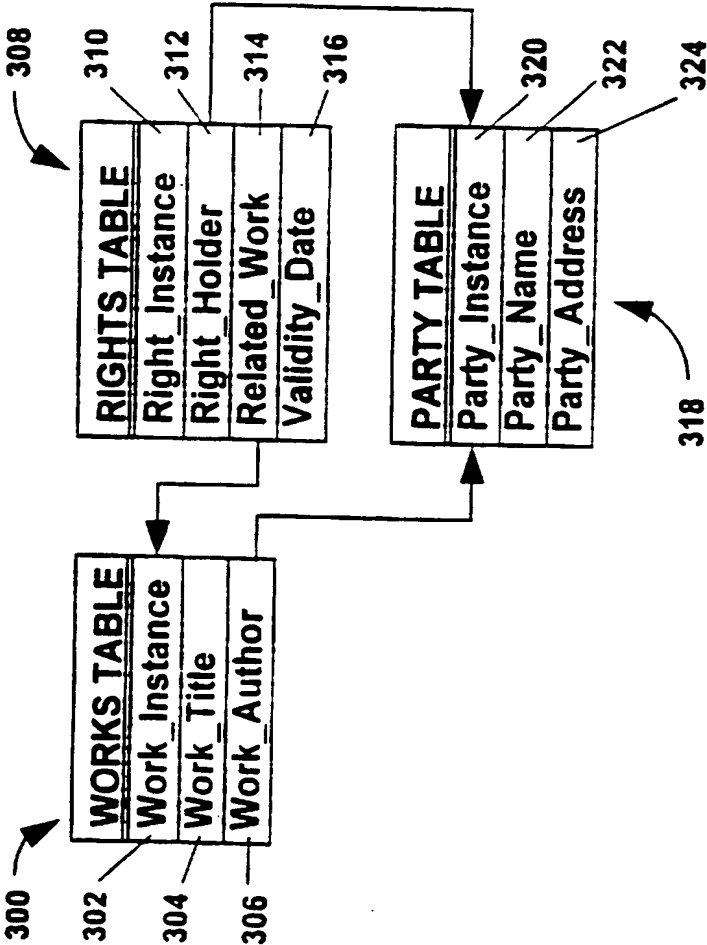 300
WORKS TABLE
302
Work_Instance
304
Work_Title
306
Work_Author
308
RIGHTS TABLE
Right_Instance
310
Right_Holder
312
Related_Work
314
Validity_Date
316
PARTY TABLE
Party_Instance
320
Party_Name
322
Party_Address
324
318